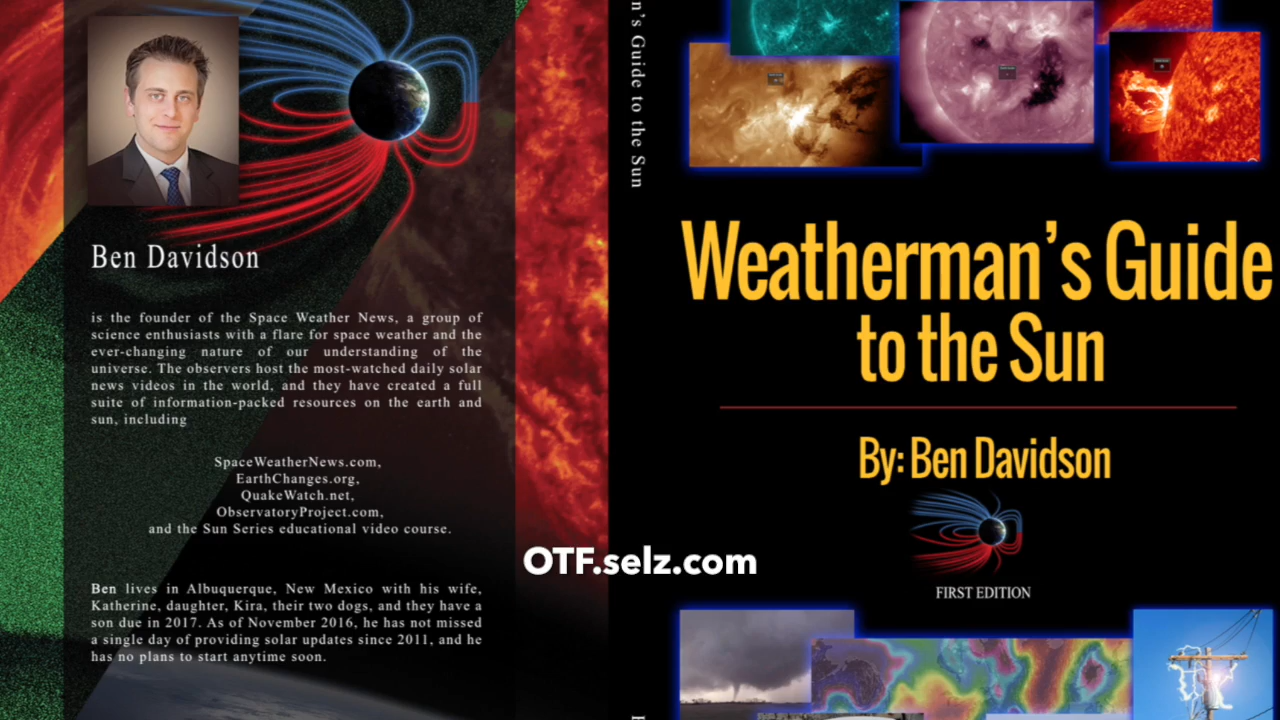 Ben Davidson
is the founder of the Space Weather News, a group of
science enthusiasts with a flare for space weather and the
ever-changing nature of our understanding of the
universe. The observers host the most-watched daily solar
news videos in the world, and they have created a full
suite of information-packed resources on the earth and
sun, including
SpaceWeatherNews.com,
EarthChanges.org,
QuakeWatch.net,
ObservatoryProject.com,
and the Sun Series educational video course.
Ben lives in Albuquerque, New Mexico with his wife,
Katherine, daughter, Kira, their two dogs, and they have a
son due in 2017. As of November 2016, he has not missed
a single day of providing solar updates since 2011, and he
has no plans to start anytime soon.
n's Guide to the Sun
OTF.selz.com
Weatherman's Guide
to the Sun
By: Ben Davidson
FIRST EDITION